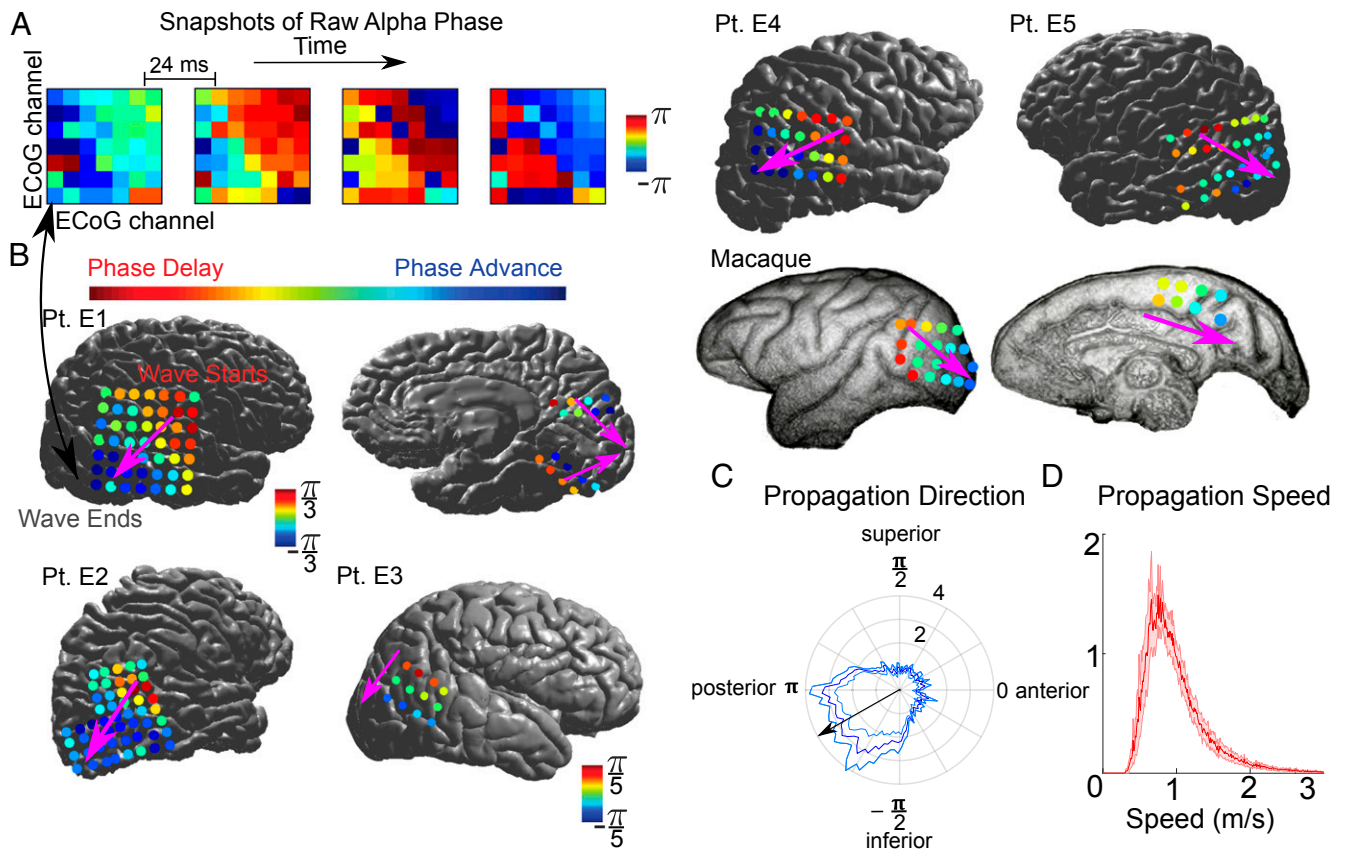 A
Snapshots of Raw Alpha Phase
Time
24 ms
ECoG channel
π
-π
ECoG channel
B
Phase Delay
Phase Advance
Pt. E1
Wave Starts
Wave Ends
π
3
-π
3
Pt. E2
Pt. E3
π
5
-π
5
Pt. E4
Pt. E5
Macaque
C
Propagation Direction
superior
π
2
4
2
posterior π
0 anterior
- π
2
inferior
D
Propagation Speed
2
1
0 1 2 3
Speed (m/s)